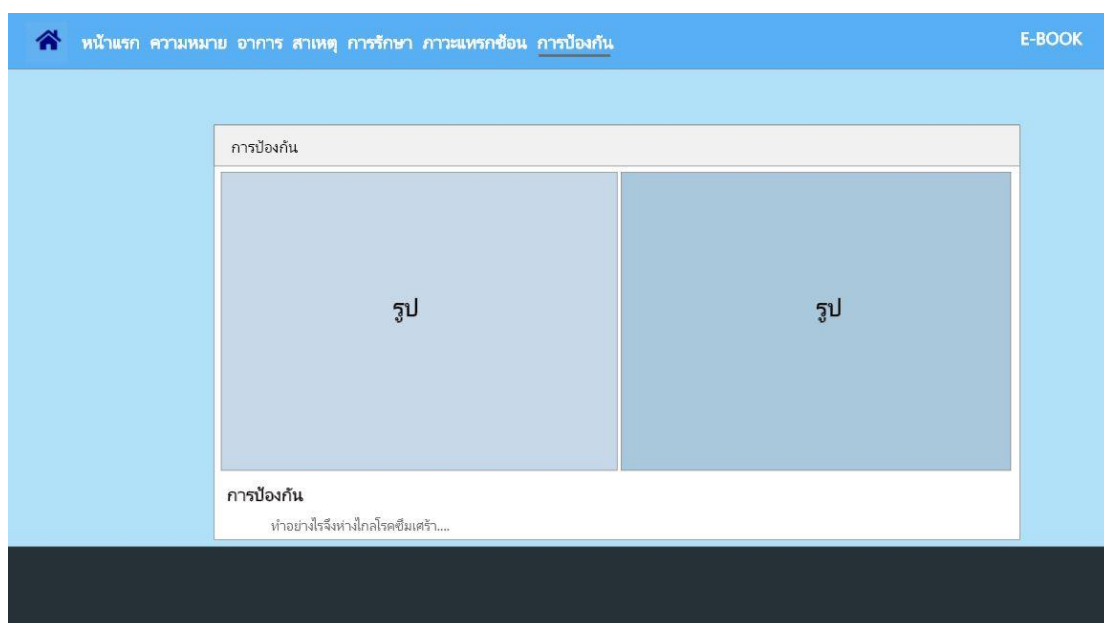 หน้าแรก ความหมาย อาการ สาเหตุ การรักษา ภาวะแทรกซ้อน การป้องกัน E-BOOK
การป้องกัน
รูป รูป
การป้องกัน
ทำอย่างไรจึงห่างไกลโรคซึมเศร้า....